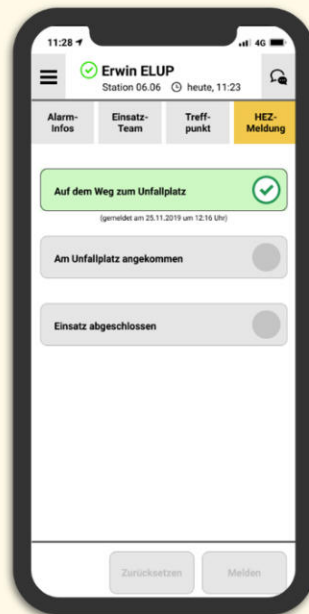 11:28
4G
Erwin ELUP
Station 06.06 heute, 11:23
Alarm-
Infos
Einsatz-
Team
Treff-
punkt
HEZ-
Meldung
Auf dem Weg zum Unfallplatz
(gemeldet am 25.11.2019 um 12:16 Uhr)
Am Unfallplatz angekommen
Einsatz abgeschlossen
Zurücksetzen
Melden